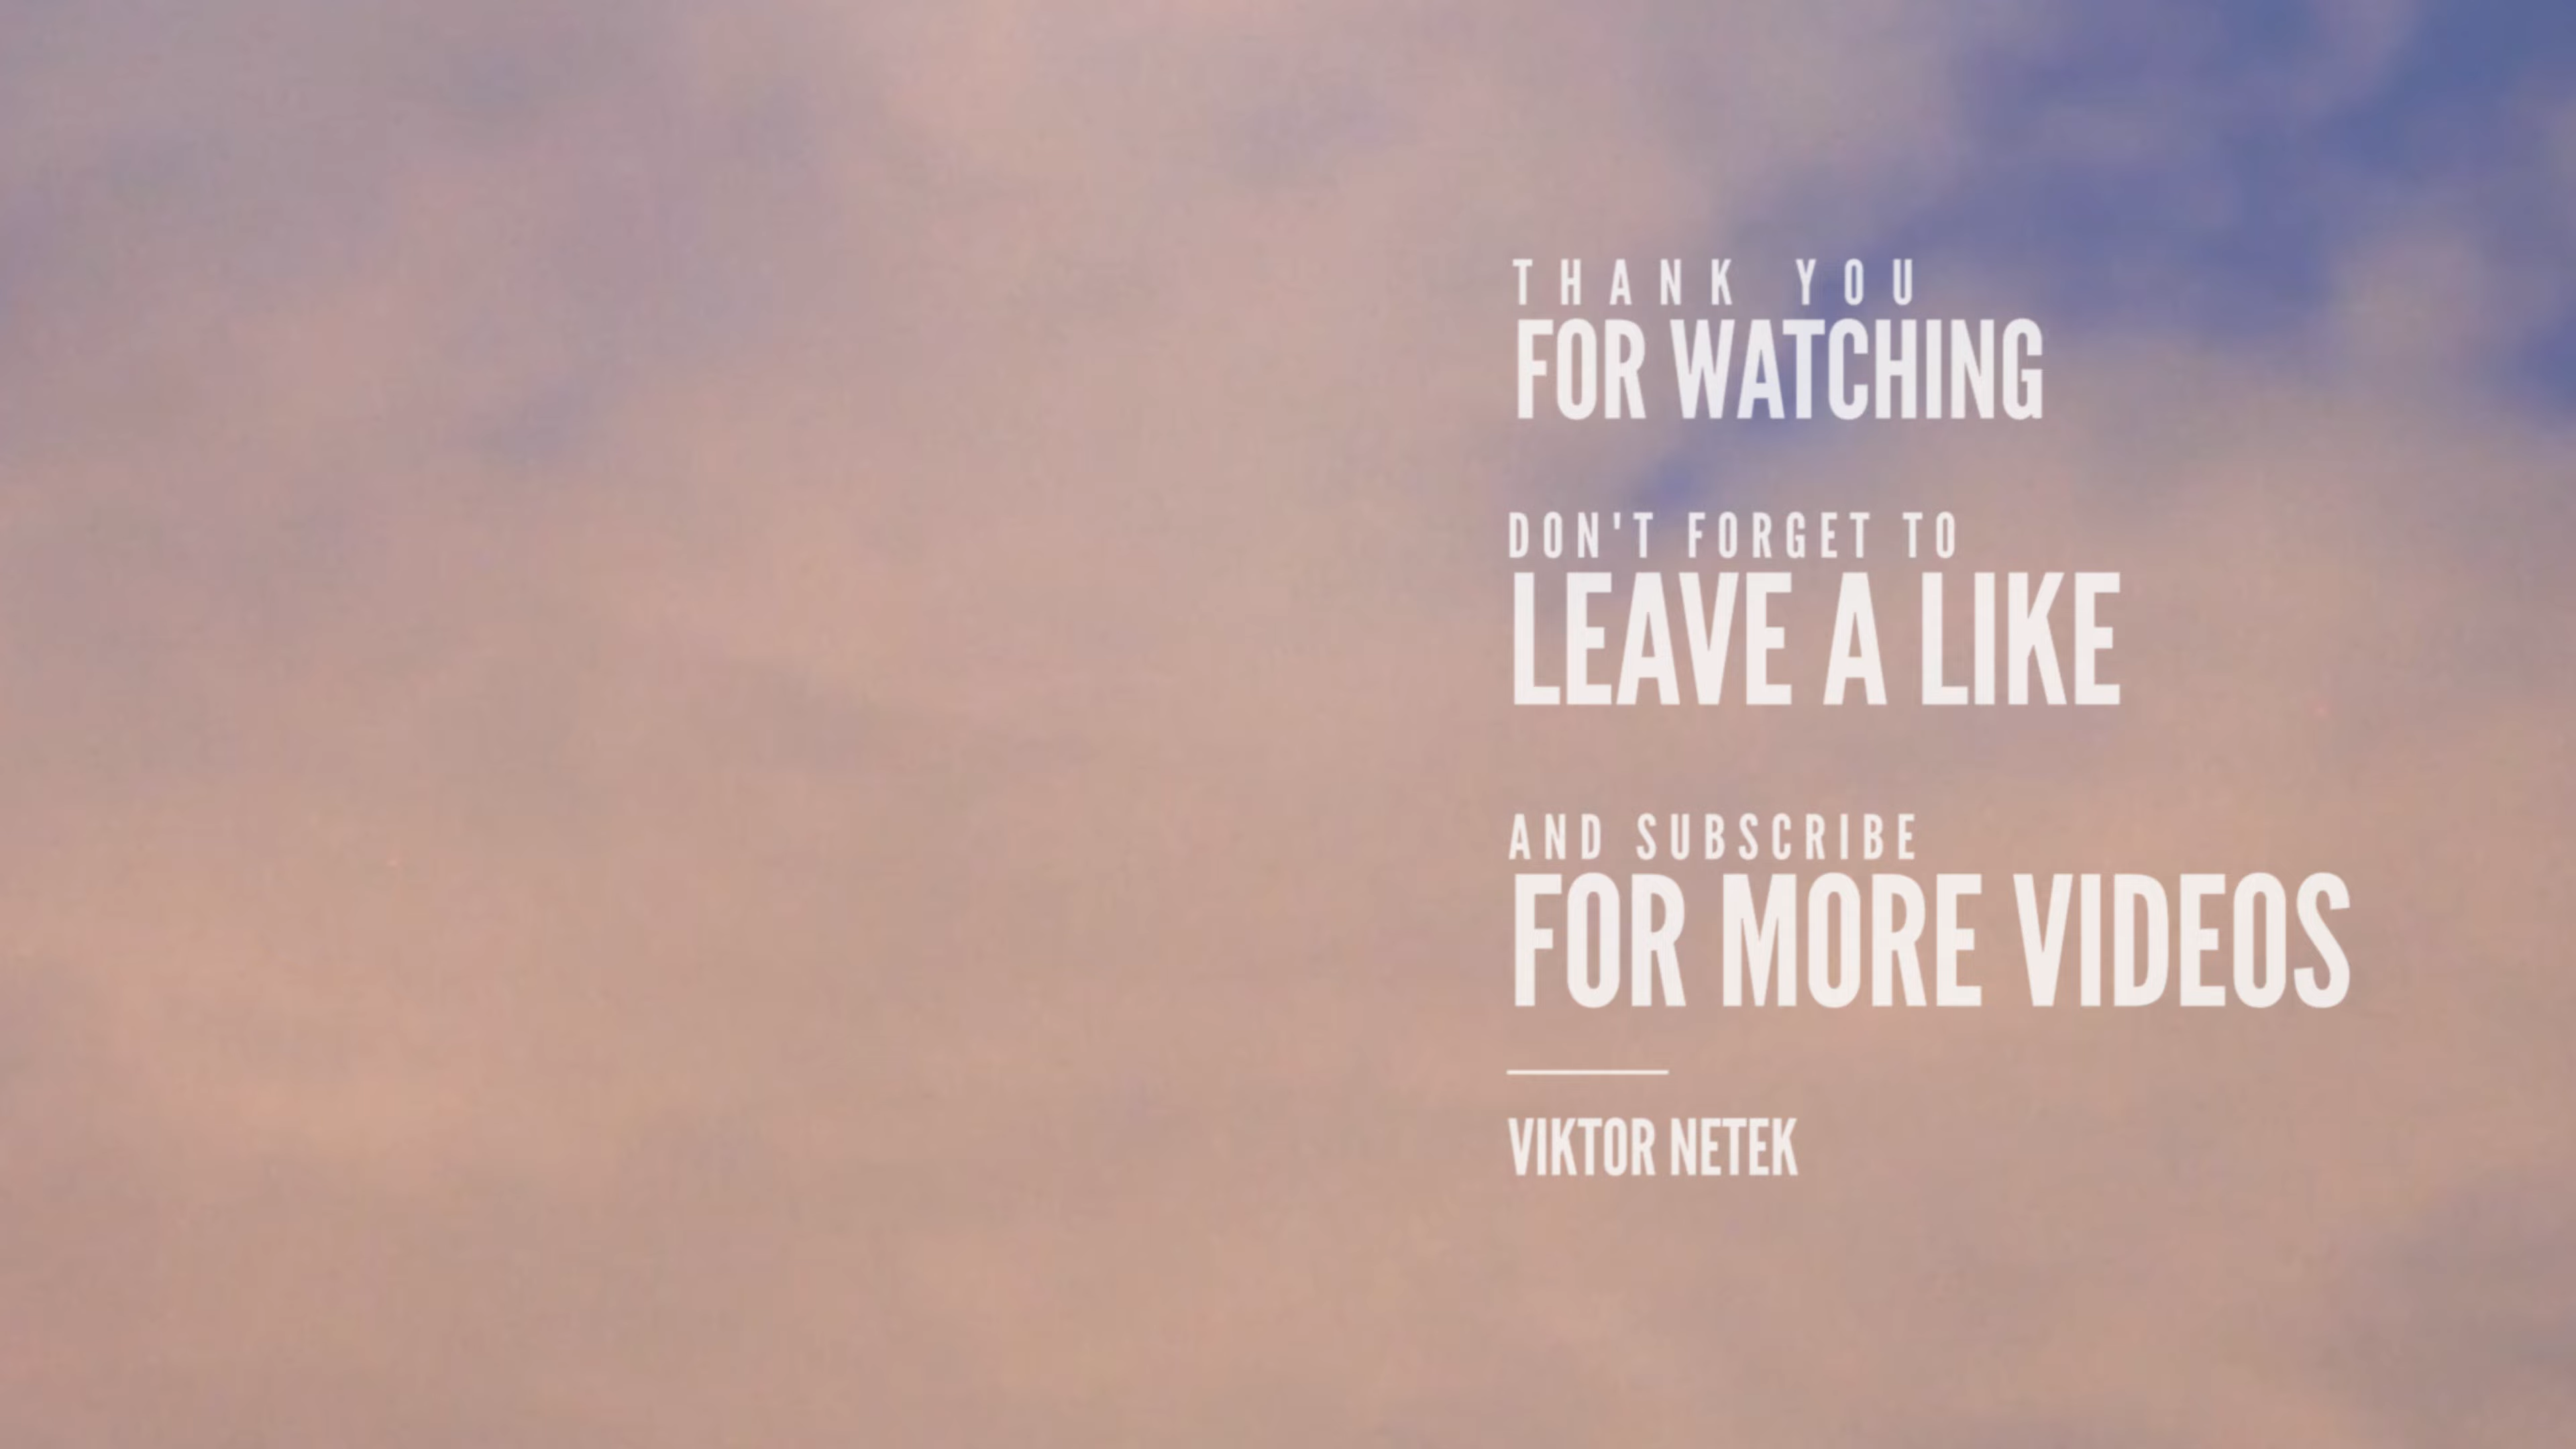 THANK YOU
FOR WATCHING
DON'T FORGET TO
LEAVE A LIKE
AND SUBSCRIBE
FOR MORE VIDEOS
VIKTOR NETEK